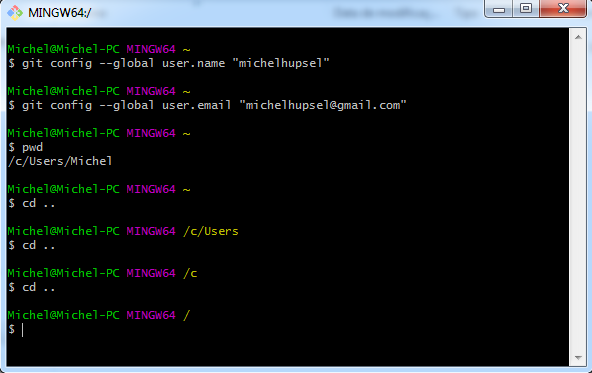 MINGW64:/
Michel@Michel-PC MINGW64 ~
$ git config --global user.name "michelhupsel"
Michel@Michel-PC MINGW64 ~
$ git config --global user.email "michelhupsel@gmail.com"
Michel@Michel-PC MINGW64 ~
$ pwd
/c/Users/Michel
Michel@Michel-PC MINGW64 ~
$ cd ..
Michel@Michel-PC MINGW64 /c/Users
$ cd ..
Michel@Michel-PC MINGW64 /c
$ cd ..
Michel@Michel-PC MINGW64 /
$